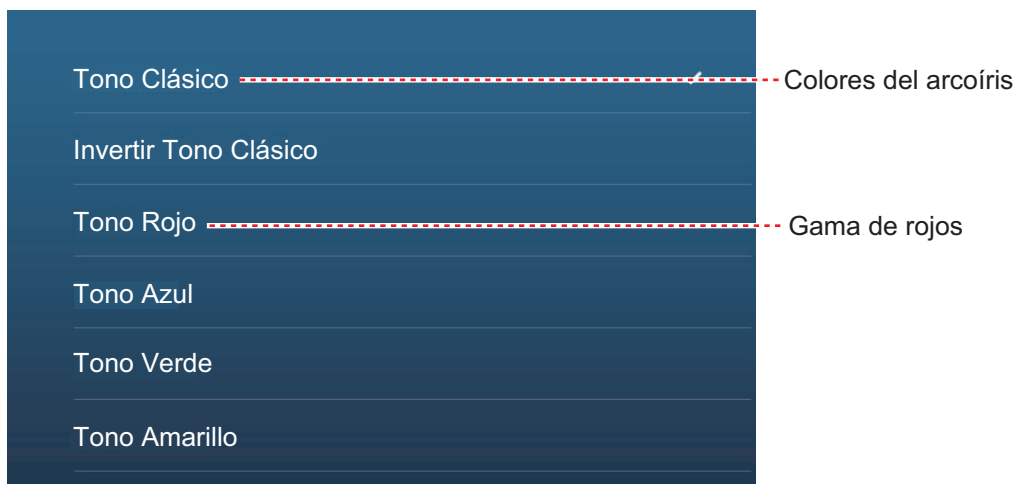 Tono Clásico
Colores del arcoíris
Invertir Tono Clásico
Tono Rojo
Gama de rojos
Tono Azul
Tono Verde
Tono Amarillo